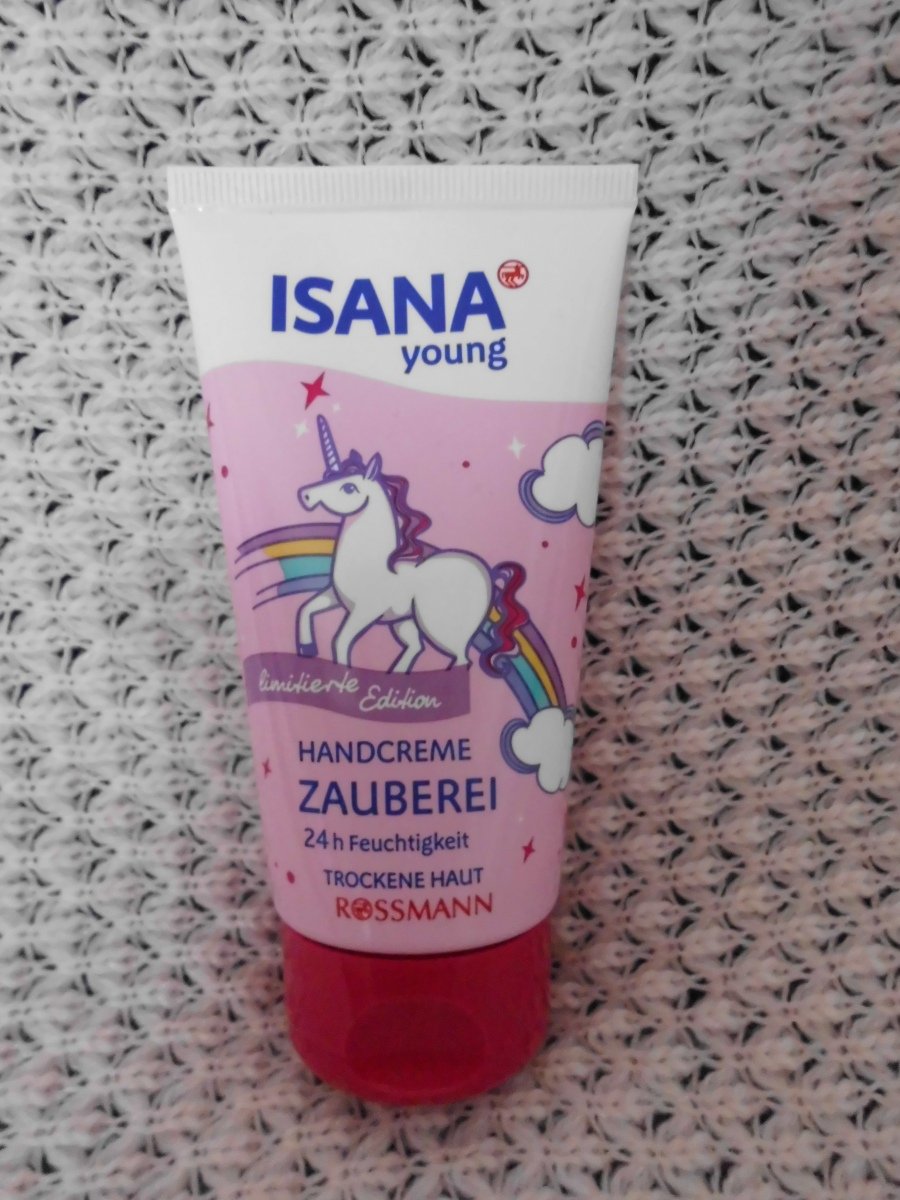 ISANA
young
limitierte
Edition
HANDCREME
ZAUBEREI
24 h Feuchtigkeit
TROCKENE HAUT
ROSSMANN